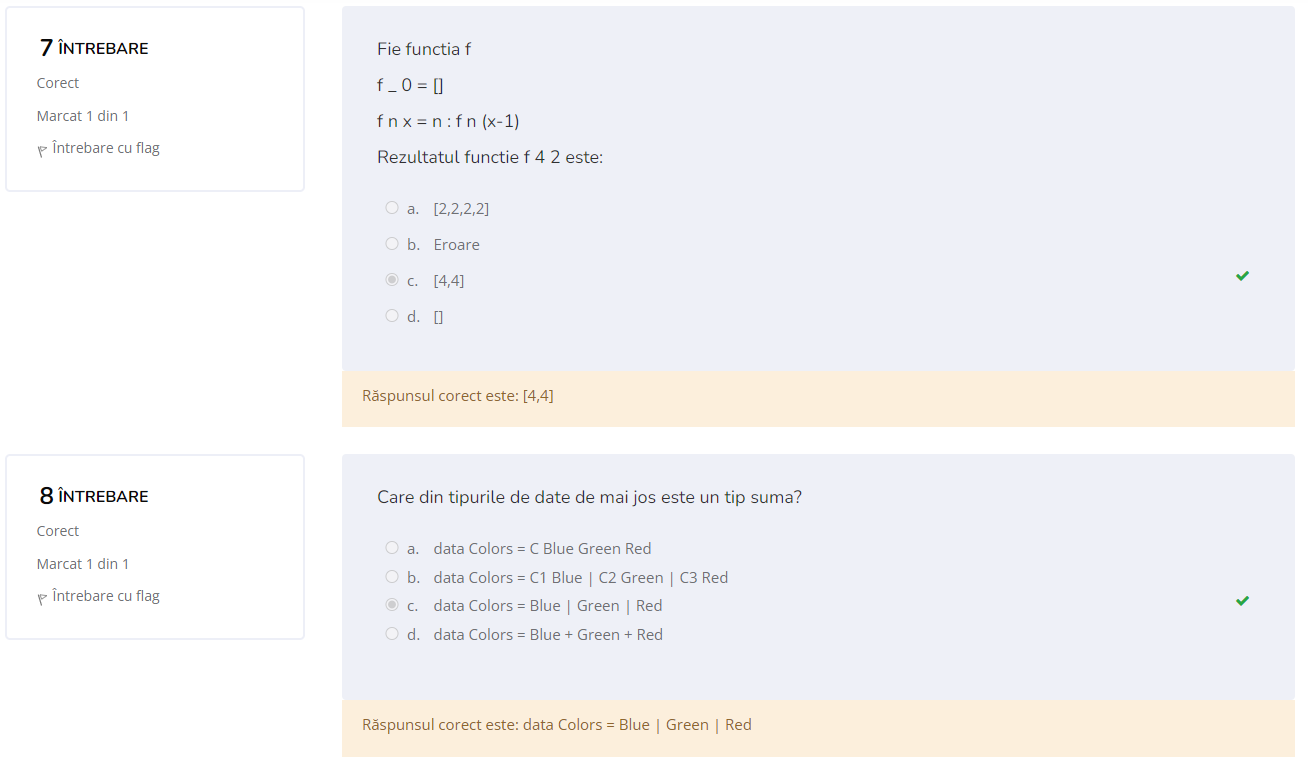 7 ÎNTREBARE
Corect
Marcat 1 din 1
Întrebare cu flag
Fie functia f
f _ 0 = []
f n x = n : f n (x-1)
Rezultatul functie f 4 2 este:
a. [2,2,2,2]
b. Eroare
c. [4,4]
d. []
Răspunsul corect este: [4,4]
8 ÎNTREBARE
Corect
Marcat 1 din 1
Întrebare cu flag
Care din tipurile de date de mai jos este un tip suma?
a. data Colors = C Blue Green Red
b. data Colors = C1 Blue | C2 Green | C3 Red
c. data Colors = Blue | Green | Red
d. data Colors = Blue + Green + Red
Răspunsul corect este: data Colors = Blue | Green | Red